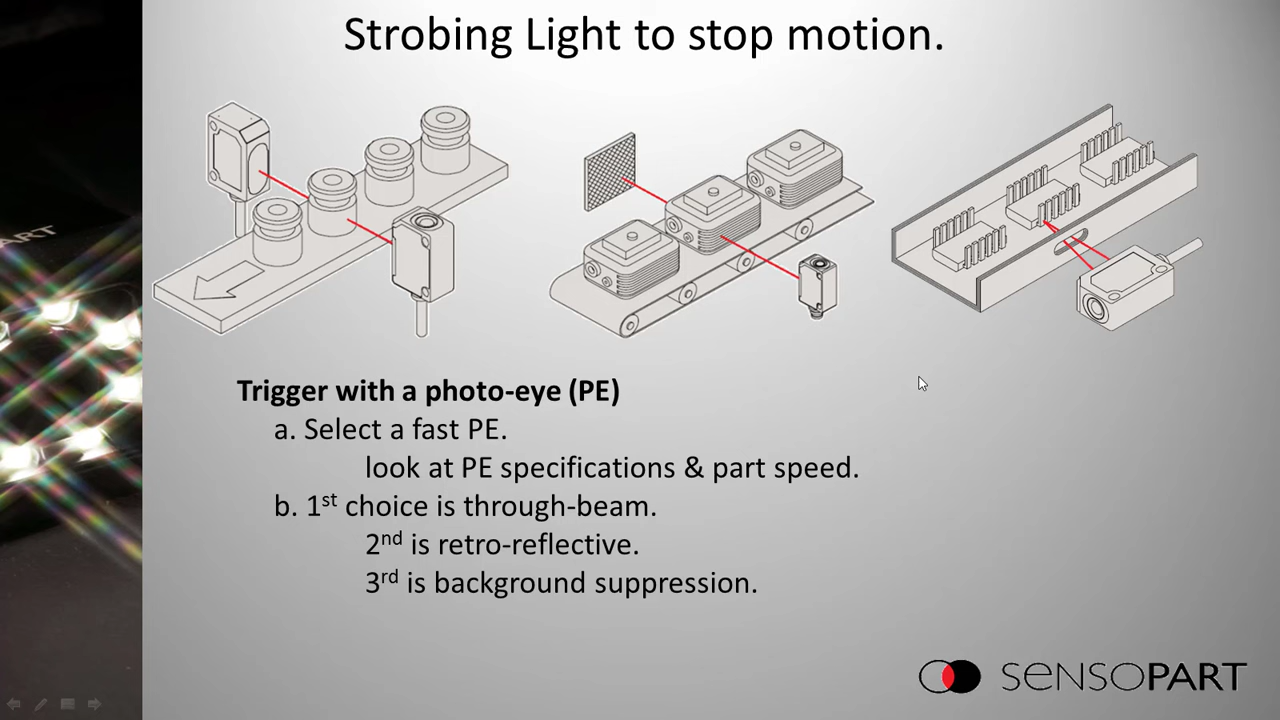 Strobing Light to stop motion.
ART
Trigger with a photo-eye (PE)
a. Select a fast PE.
look at PE specifications & part speed.
b. 1st choice is through-beam.
2nd is retro-reflective.
3rd is background suppression.
SENSOPART